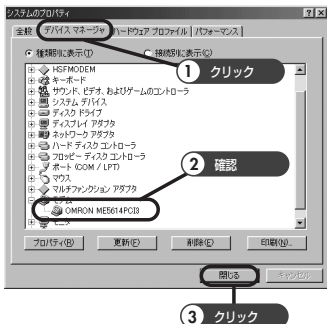 システムのプロパティ
全般 デバイス マネージャ ハードウェア プロファイル パフォーマンス
種類別に表示(T) 接続別に表示(C)
1 クリック
HSFMODEM
キーボード
サウンド、ビデオ、およびゲームのコントローラ
システム デバイス
ディスク ドライブ
ディスプレイ アダプタ
ネットワーク アダプタ
ハード ディスク コントローラ
フロッピー ディスク コントローラ
ポート (COM / LPT)
2 確認
マウス
マルチファンクション アダプタ
モデム
OMRON ME5614PCI3
モニタ
プロパティ(R) 更新(F) 削除(E) 印刷(N)...
閉じる キャンセル
3 クリック